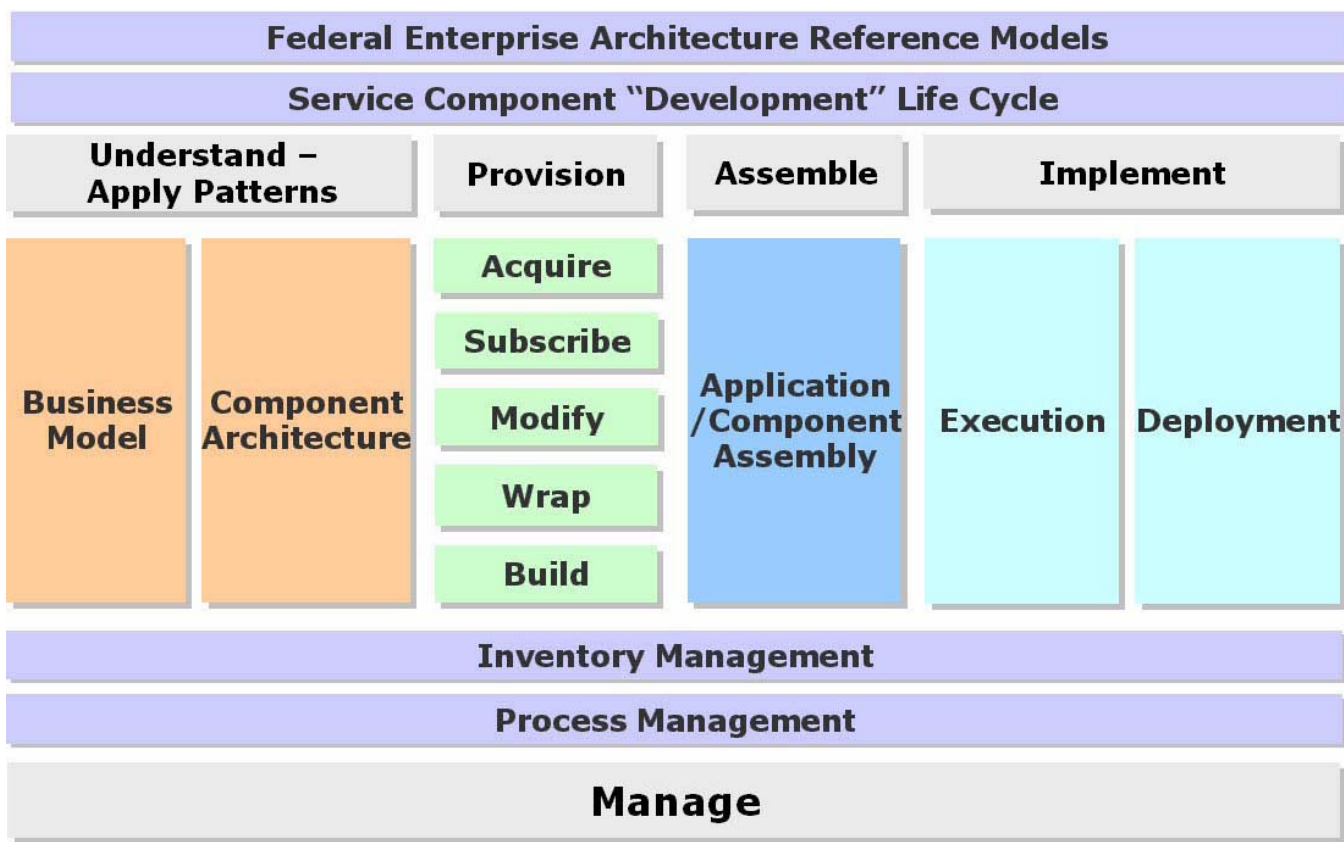 Federal Enterprise Architecture Reference Models
Service Component “Development” Life Cycle
Understand –
Apply Patterns
Provision
Assemble
Implement
Business
Model
Component
Architecture
Acquire
Subscribe
Modify
Wrap
Build
Application
/Component
Assembly
Execution
Deployment
Inventory Management
Process Management
Manage